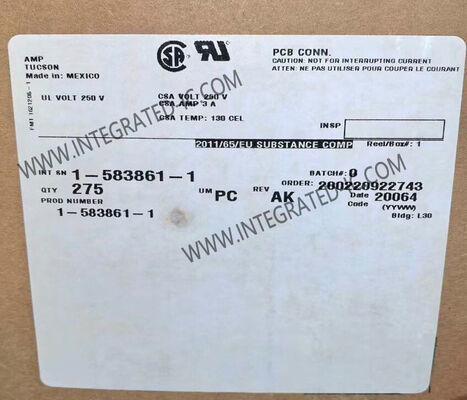 AMP
TUCSON
Made in: MEXICO
PCB CONN.
CAUTION: NOT FOR INTERRUPTING CURRENT
ATTEN: NE PAS UTILISER POUR COUPER LE COURANT
UL VOLT 250 V
CSA VOLT 250 V
CSA AMP 3 A
CSA TEMP: 130 CEL
INSP
2011/65/EU SUBSTANCE COMP
Reel/Box#: 1
INT SN 1-583861-1
BATCH#: 0
QTY 275
UM PC
REV AK
ORDER: 200220922743
PROD NUMBER
1-583861-1
Date Code 20064
(YYWW)
Bldg: L30
WWW.INTEGRATED-IC.COM
WWW.INTEGRATED-IC.COM
WWW.INTEGRATED-IC.COM